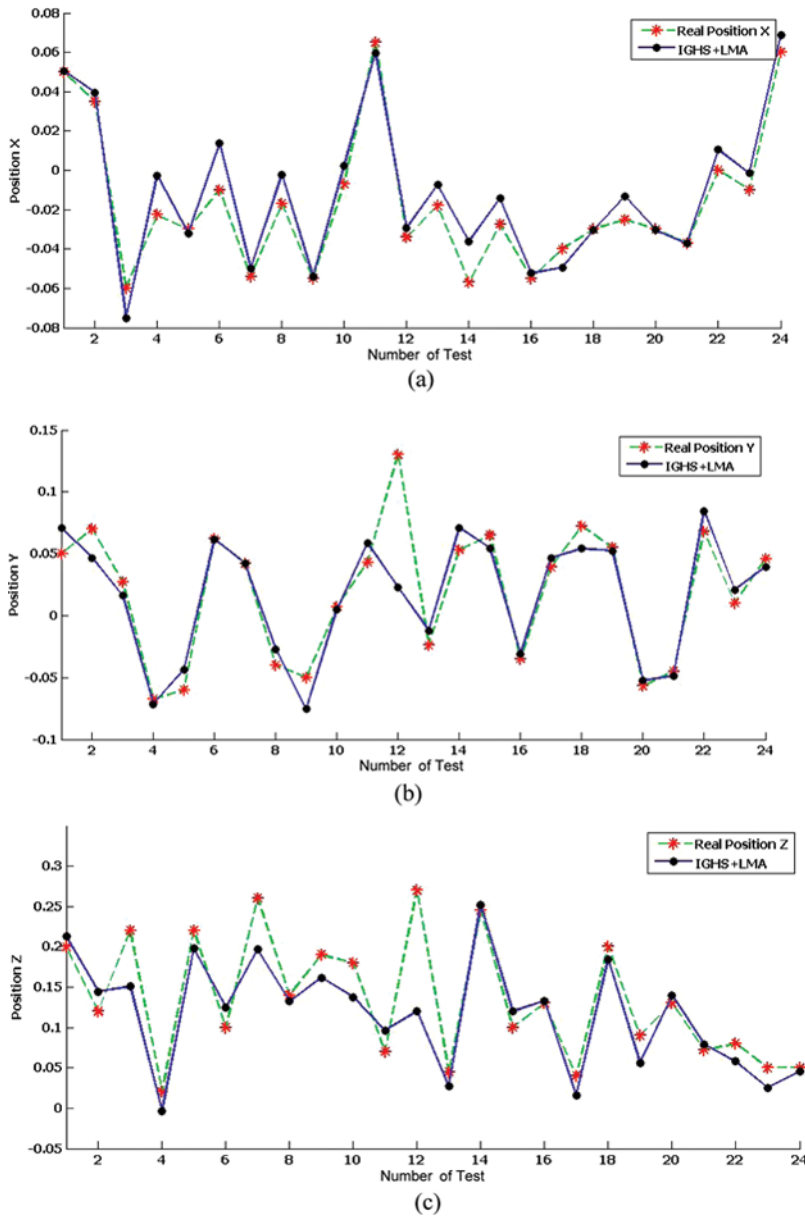 0.08
0.06
0.04
0.02
0
-0.02
-0.04
-0.06
-0.08
Position X
Real Position X
IGHS+LMA
2 4 6 8 10 12 14 16 18 20 22 24
Number of Test
(a)
0.15
0.1
0.05
0
-0.05
-0.1
Position Y
Real Position Y
IGHS+LMA
2 4 6 8 10 12 14 16 18 20 22 24
Number of Test
(b)
0.3
0.25
0.2
0.15
0.1
0.05
0
-0.05
Position Z
Real Position Z
IGHS+LMA
2 4 6 8 10 12 14 16 18 20 22 24
Number of Test
(c)